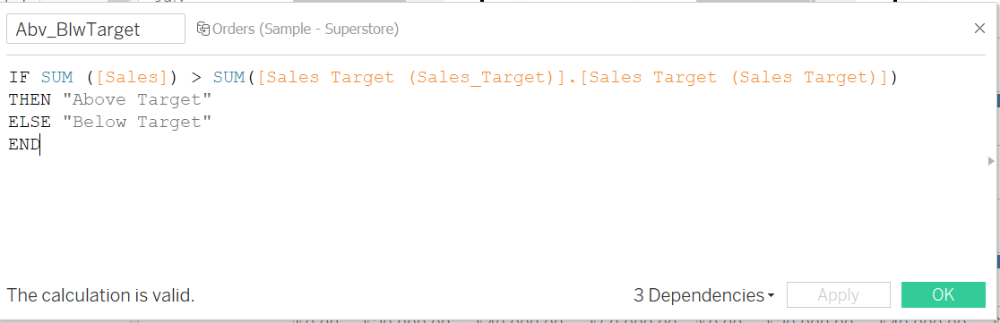 Abv_BlwTarget Orders (Sample - Superstore)
IF SUM ([Sales]) > SUM([Sales Target (Sales_Target)].[Sales Target (Sales Target)])
THEN "Above Target"
ELSE "Below Target"
END
The calculation is valid. 3 Dependencies Apply OK